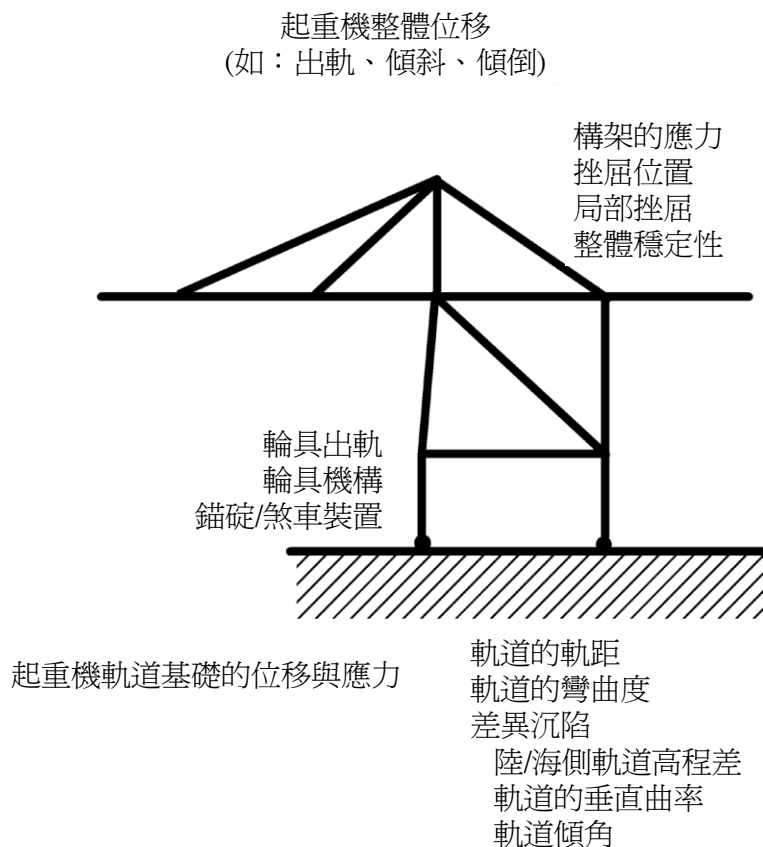 起重機整體位移
(如：出軌、傾斜、傾倒)
構架的應力
挫屈位置
局部挫屈
整體穩定性
輪具出軌
輪具機構
錨碇/煞車裝置
起重機軌道基礎的位移與應力
軌道的軌距
軌道的彎曲度
差異沉陷
陸/海側軌道高程差
軌道的垂直曲率
軌道傾角